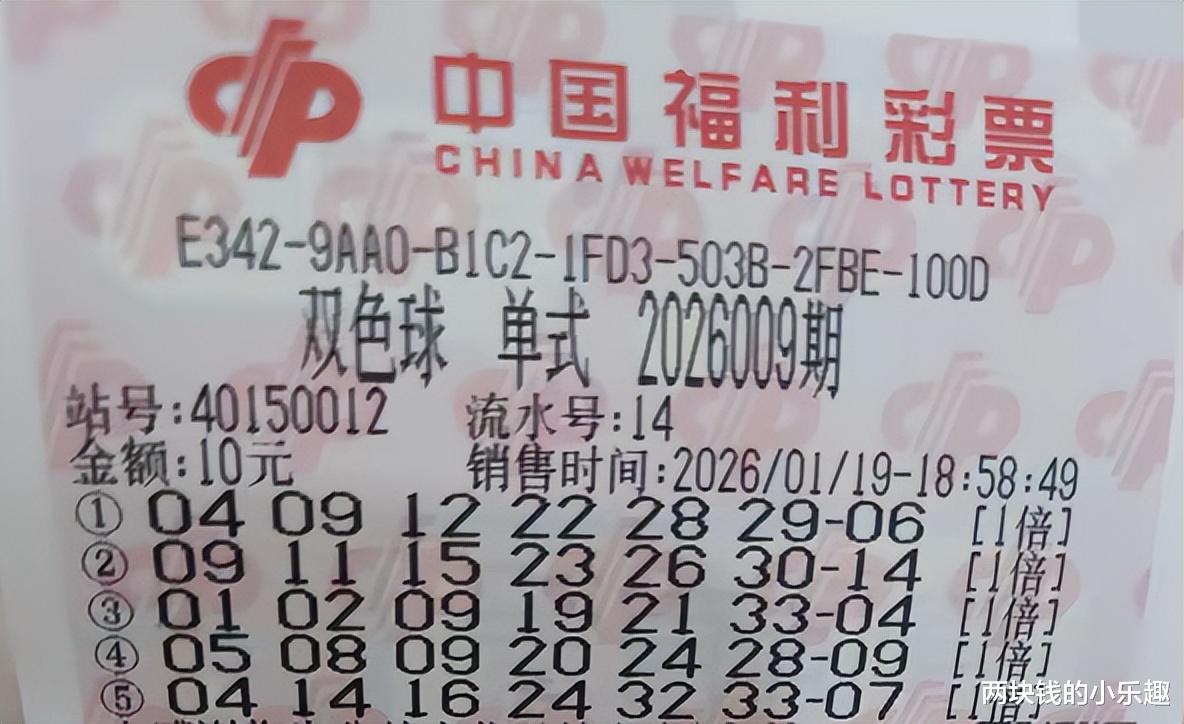 中国福利彩票
CHINA WELFARE LOTTERY
E342-9AA0-B1C2-1FD3-503B-2FBE-100D
双色球 单式 2026009期
站号:40150012 流水号:14
金额:10元 销售时间:2026/01/19-18:58:49
① 04 09 12 22 28 29-06 [1倍]
② 09 11 15 23 26 30-14 [1倍]
③ 01 02 09 19 21 33-04 [1倍]
④ 05 08 09 20 24 28-09 [1倍]
⑤ 04 14 16 24 32 33-07
两块钱的小乐趣